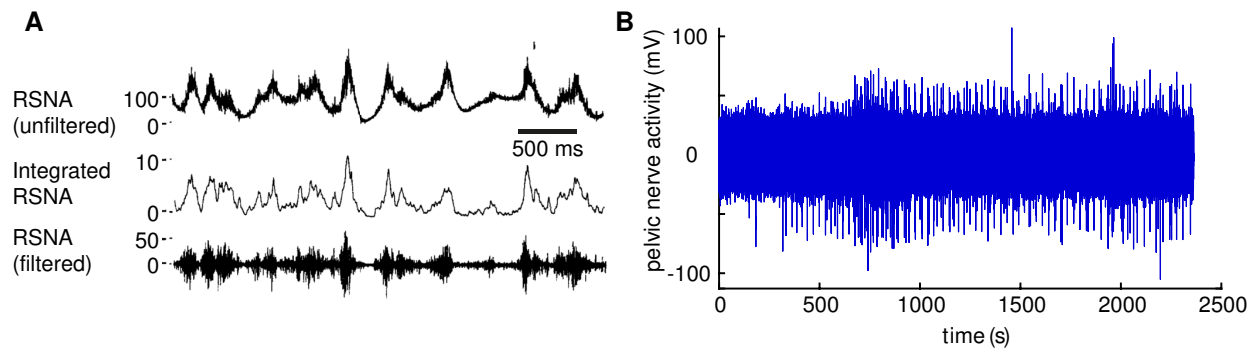 A
RSNA
(unfiltered)
100
0
500 ms
Integrated
RSNA
10
0
RSNA
(filtered)
50
0
B
pelvic nerve activity (mV)
100
0
-100
0
500
1000
1500
2000
2500
time (s)